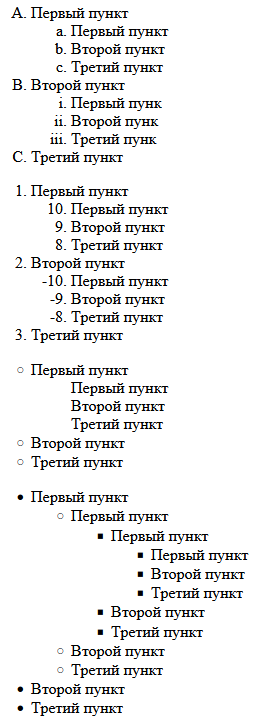 A. Первый пункт
a. Первый пункт
b. Второй пункт
c. Третий пункт
B. Второй пункт
i. Первый пунк
ii. Второй пунк
iii. Третий пунк
C. Третий пункт
1. Первый пункт
10. Первый пункт
9. Второй пункт
8. Третий пункт
2. Второй пункт
-10. Первый пункт
-9. Второй пункт
-8. Третий пункт
3. Третий пункт
○ Первый пункт
Первый пункт
Второй пункт
Третий пункт
○ Второй пункт
○ Третий пункт
● Первый пункт
○ Первый пункт
■ Первый пункт
■ Первый пункт
■ Второй пункт
■ Третий пункт
■ Второй пункт
■ Третий пункт
○ Второй пункт
○ Третий пункт
● Второй пункт
● Третий пункт